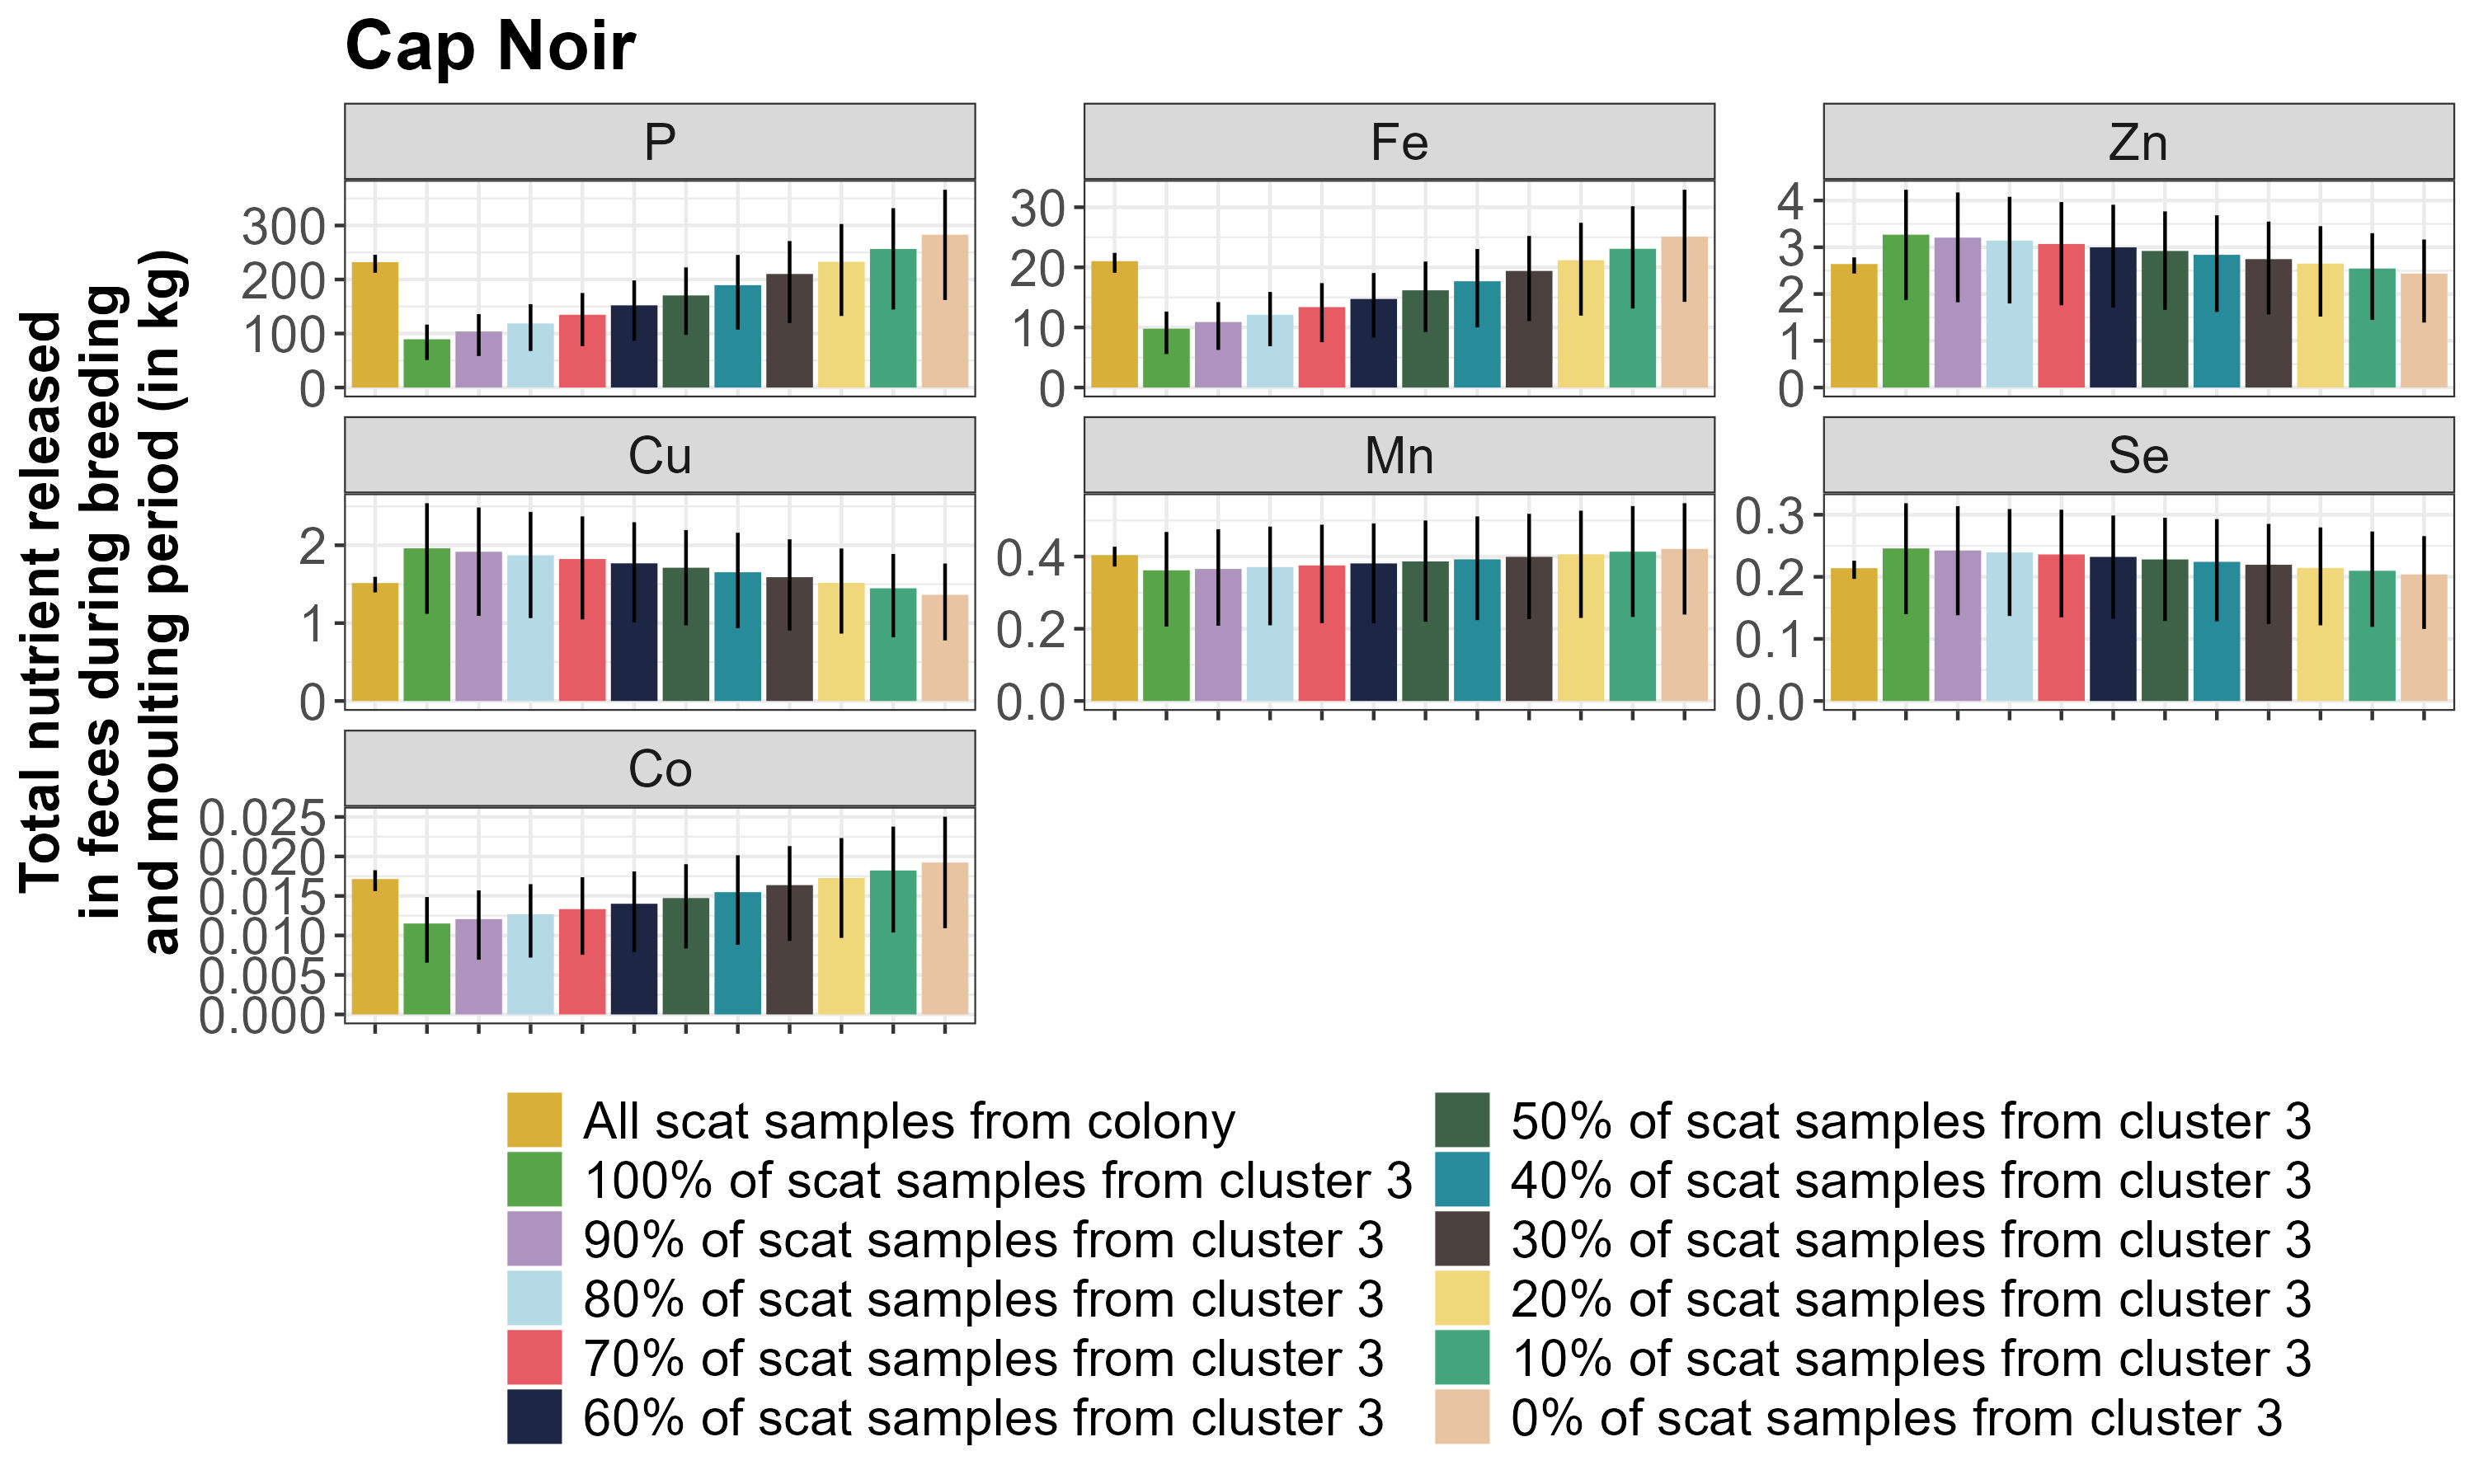 Cap Noir
Total nutrient released
in feces during breeding
and moulting period (in kg)
P
300
200
100
0
Fe
30
20
10
0
Zn
4
3
2
1
0
Cu
2
1
0
Mn
0.4
0.2
0.0
Se
0.3
0.2
0.1
0.0
Co
0.025
0.020
0.015
0.010
0.005
0.000
All scat samples from colony
100% of scat samples from cluster 3
90% of scat samples from cluster 3
80% of scat samples from cluster 3
70% of scat samples from cluster 3
60% of scat samples from cluster 3
50% of scat samples from cluster 3
40% of scat samples from cluster 3
30% of scat samples from cluster 3
20% of scat samples from cluster 3
10% of scat samples from cluster 3
0% of scat samples from cluster 3